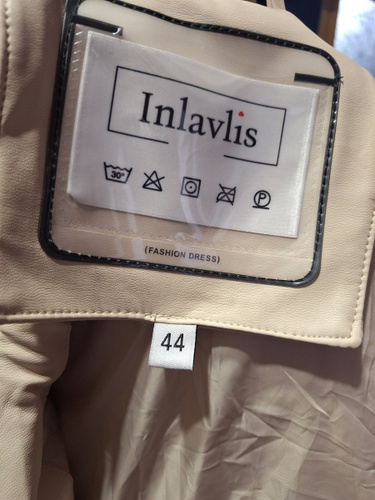 Inlavlis
30°
P
(FASHION DRESS)
44